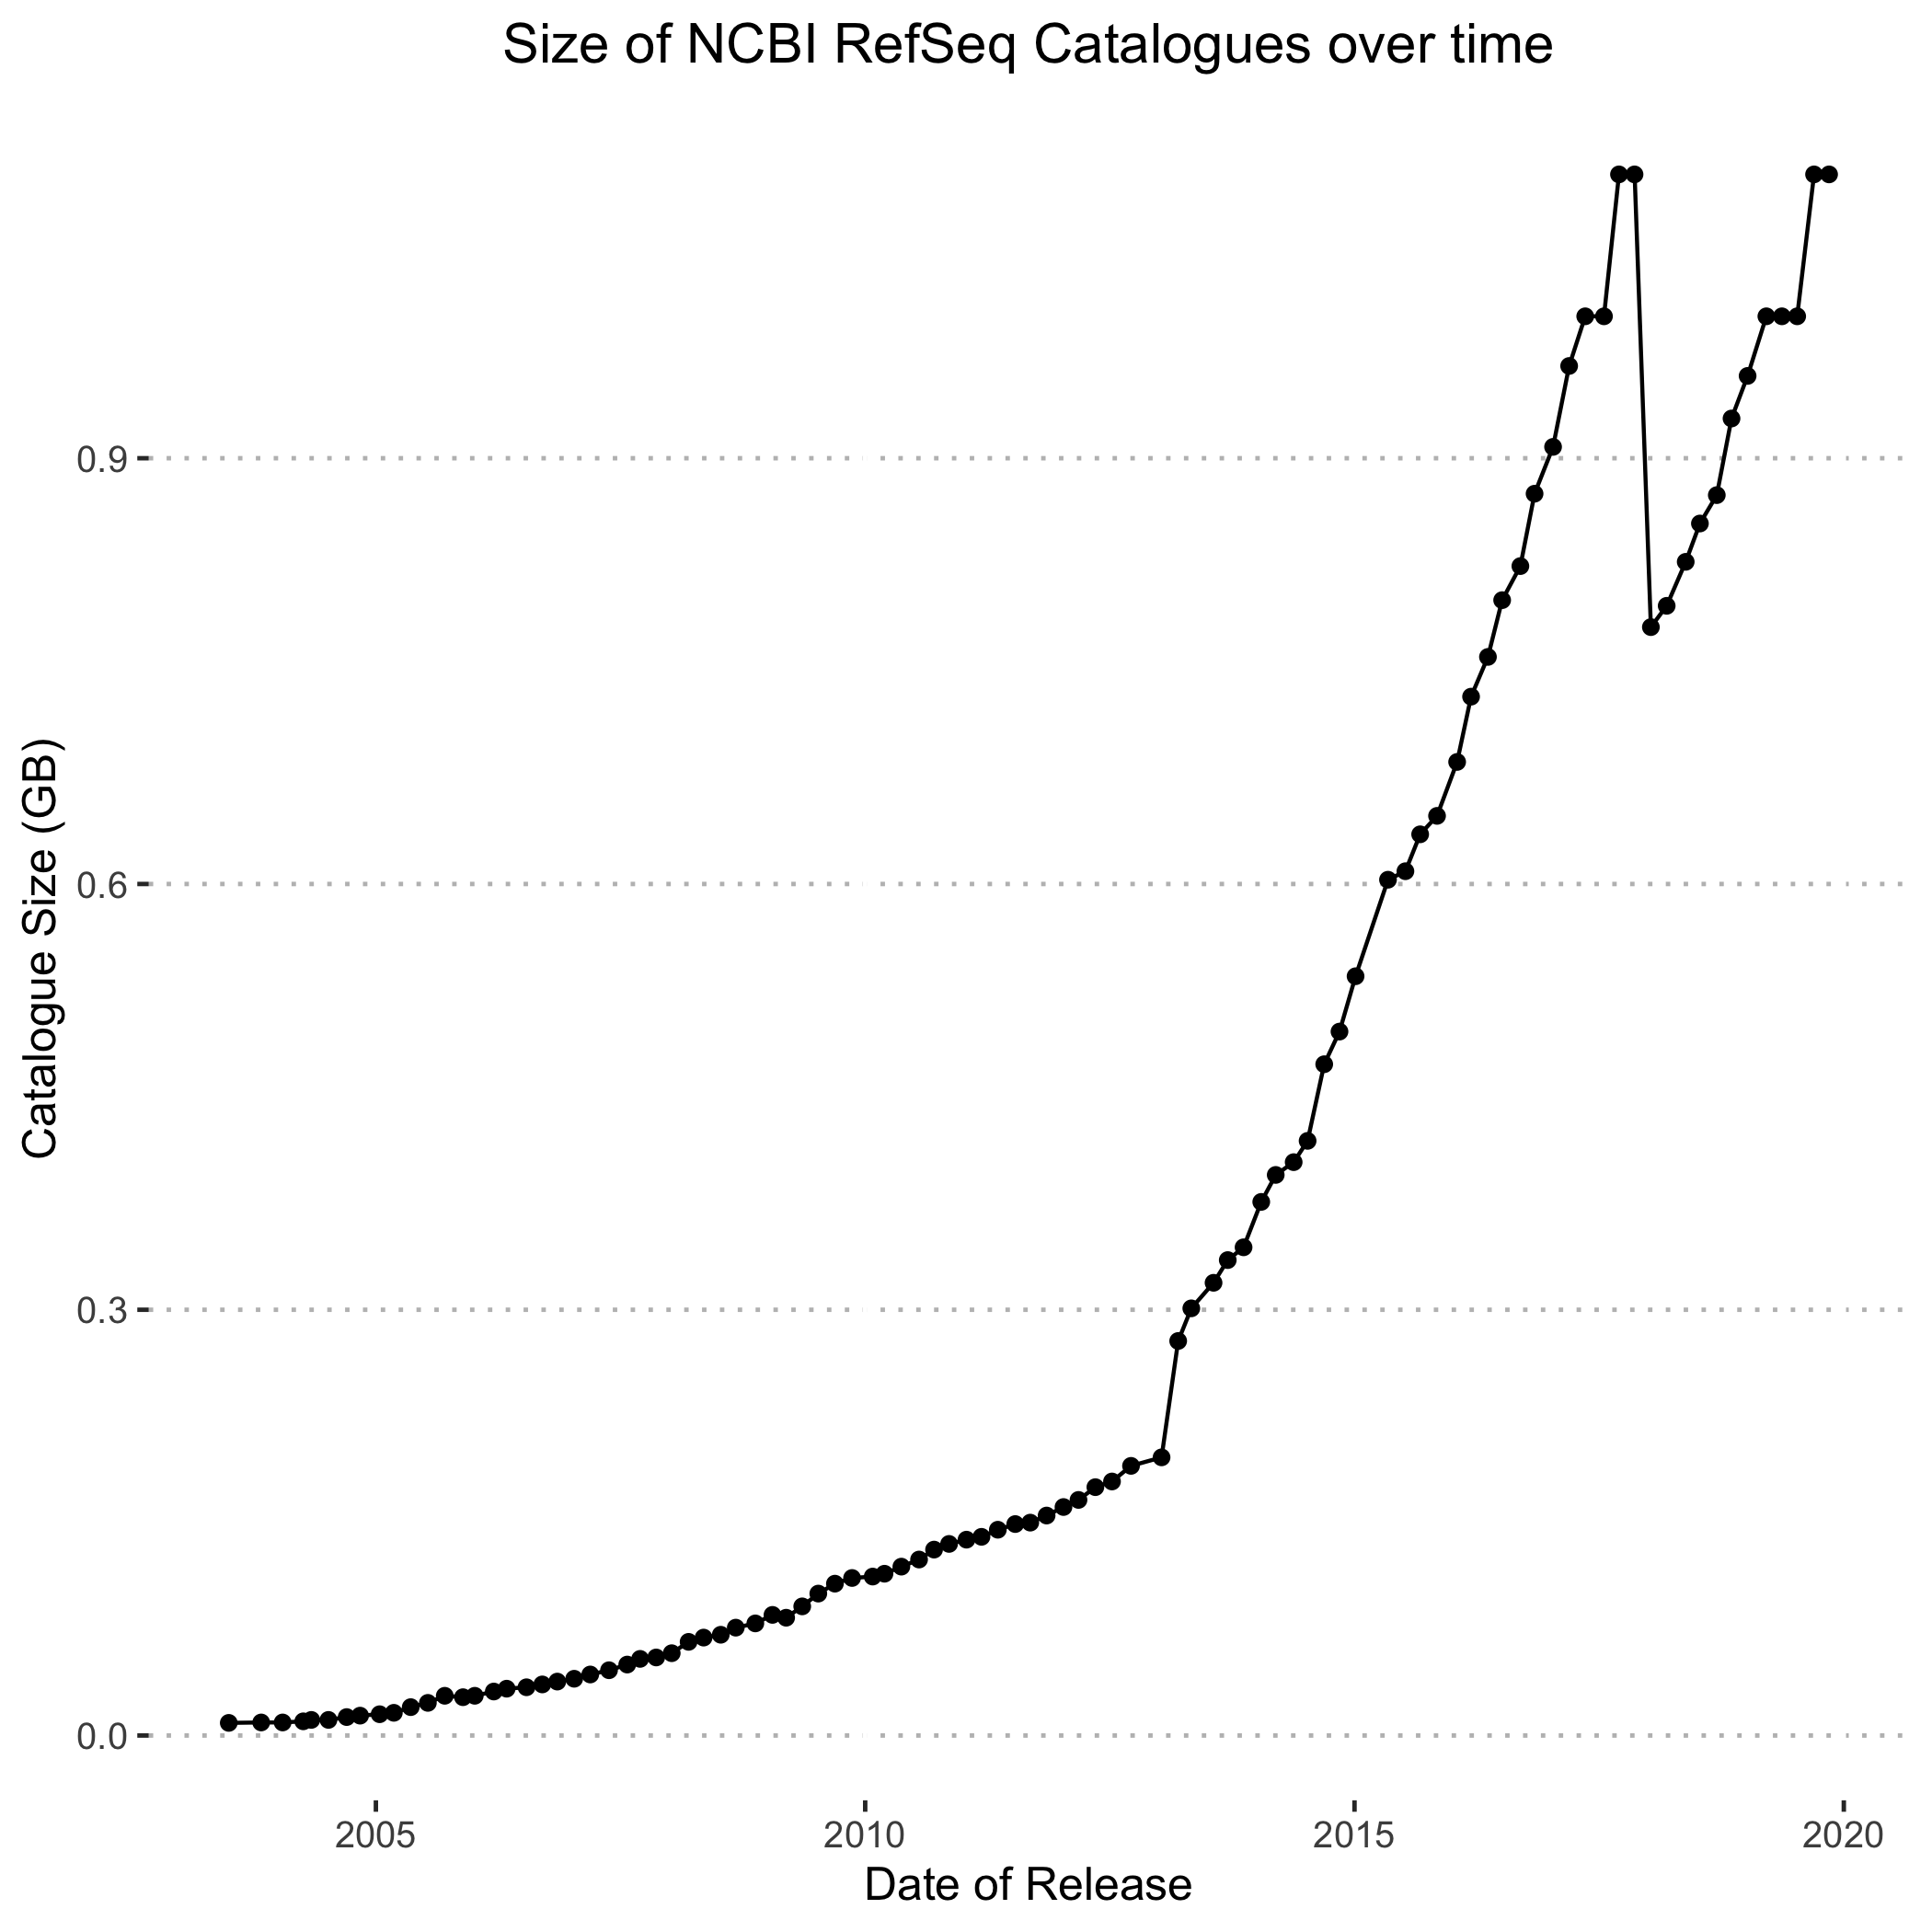 Size of NCBI RefSeq Catalogues over time
Catalogue Size (GB)
0.9
0.6
0.3
0.0
2005 2010 2015 2020
Date of Release